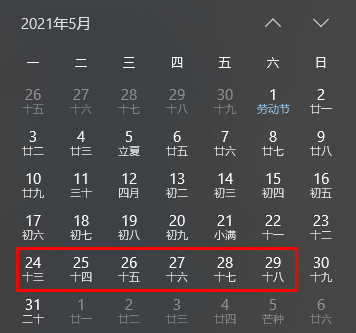 2021年5月
一 二 三 四 五 六 日
26 27 28 29 30 1 2
十五 十六 十七 十八 十九 劳动节 廿一
3 4 5 6 7 8 9
廿二 廿三 立夏 廿五 廿六 廿七 廿八
10 11 12 13 14 15 16
廿九 三十 四月 初二 初三 初四 初五
17 18 19 20 21 22 23
初六 初七 初八 初九 小满 十一 十二
24 25 26 27 28 29 30
十三 十四 十五 十六 十七 十八 十九
31 1 2 3 4 5 6
二十 廿一 廿二 廿三 廿四 芒种 廿六